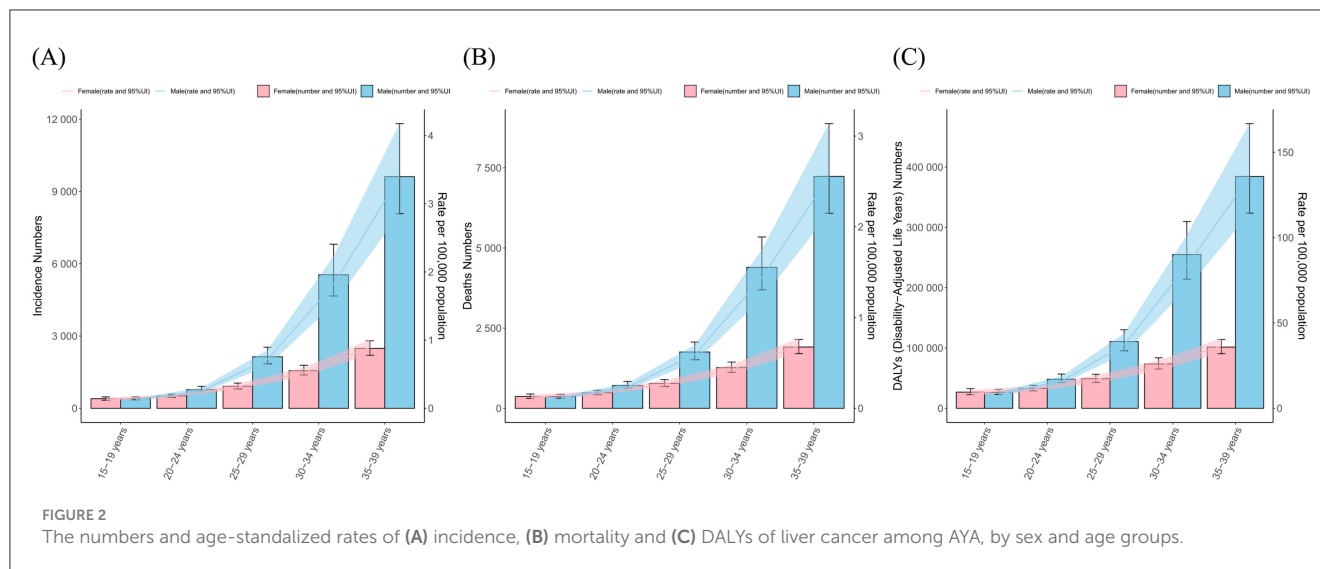 (A)
Female(rate and 95%UI) Male(rate and 95%UI) Female(number and 95%UI) Male(number and 95%UI
12 000
9 000
6 000
3 000
0
Incidence Numbers
4
3
2
1
0
Rate per 100,000 population
15−19 years
20−24 years
25−29 years
30−34 years
35−39 years
(B)
Female(rate and 95%UI) Male(rate and 95%UI) Female(number and 95%UI) Male(number and 95%UI
7 500
5 000
2 500
0
Deaths Numbers
3
2
1
0
Rate per 100,000 population
15−19 years
20−24 years
25−29 years
30−34 years
35−39 years
(C)
Female(rate and 95%UI) Male(rate and 95%UI) Female(number and 95%UI) Male(number and 95%UI
400 000
300 000
200 000
100 000
0
DALY's (Disability−Adjusted Life Years) Numbers
150
100
50
0
Rate per 100,000 population
15−19 years
20−24 years
25−29 years
30−34 years
35−39 years
FIGURE 2
The numbers and age-standalized rates of (A) incidence, (B) mortality and (C) DALYs of liver cancer among AYA, by sex and age groups.